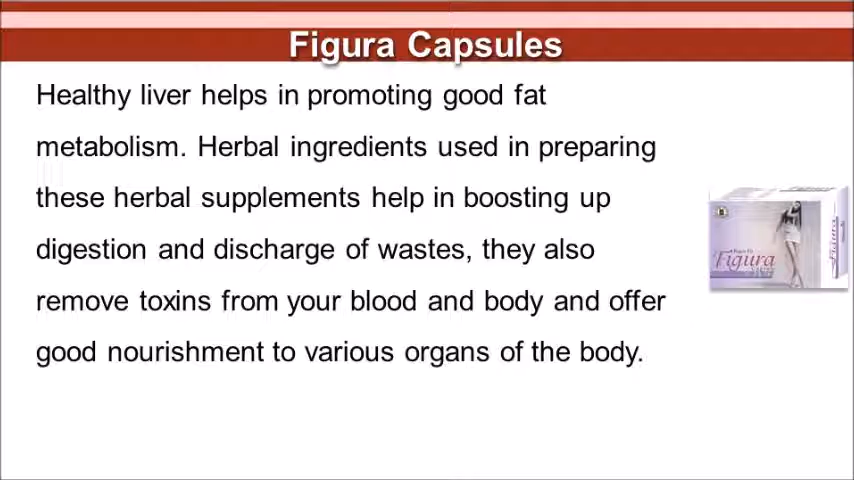 Figura Capsules
Healthy liver helps in promoting good fat
metabolism. Herbal ingredients used in preparing
these herbal supplements help in boosting up
digestion and discharge of wastes, they also
remove toxins from your blood and body and offer
good nourishment to various organs of the body.
Figura
Figura